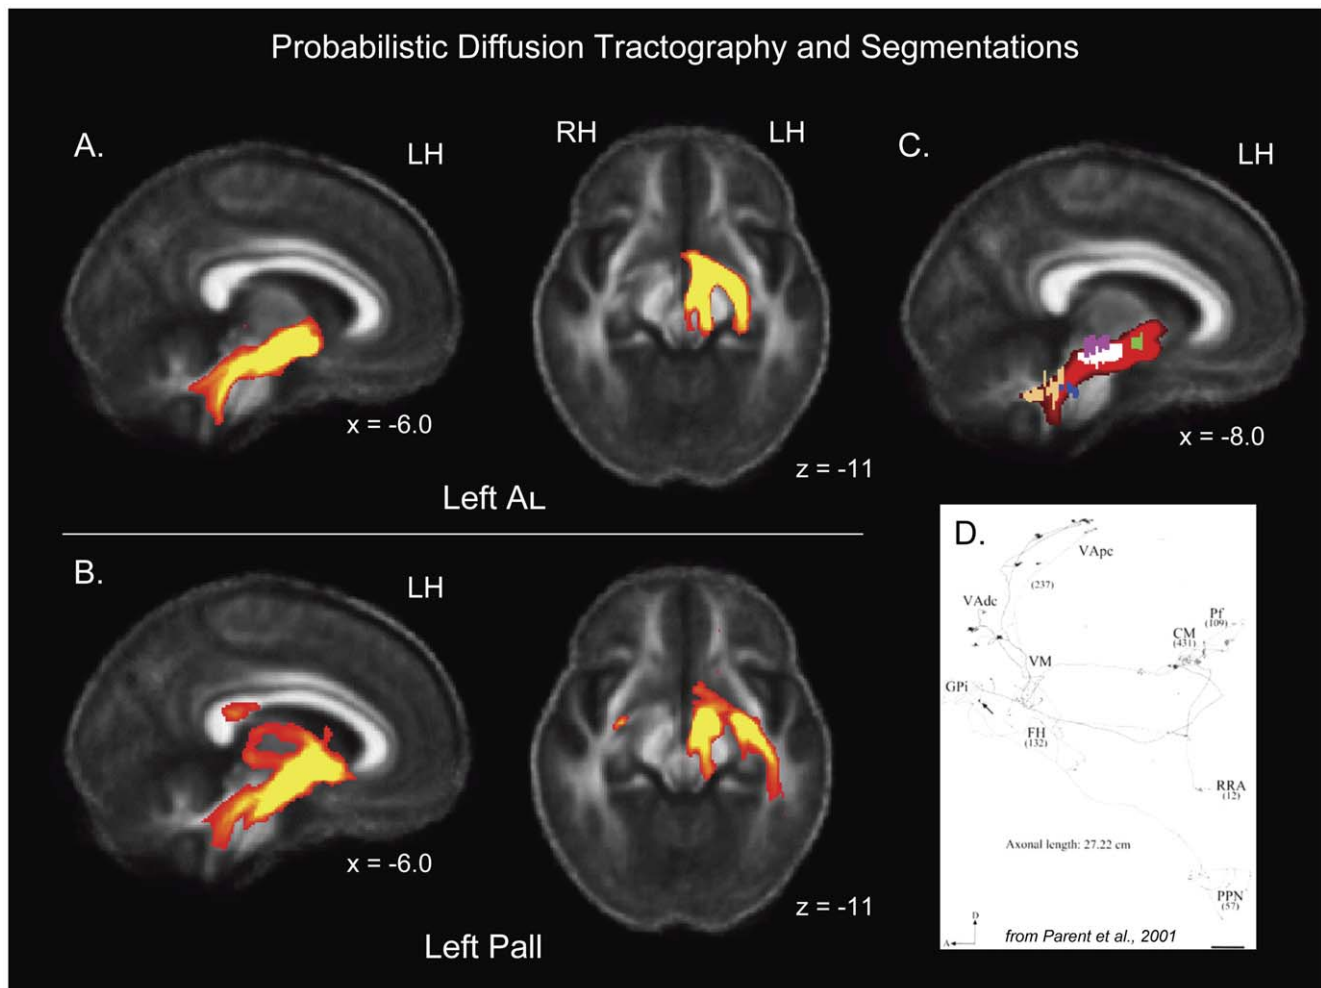 Probabilistic Diffusion Tractography and Segmentations
A.
LH
x = -6.0
RH
LH
z = -11
Left AL
C.
LH
x = -8.0
B.
LH
x = -6.0
z = -11
Left Pall
D.
VApc
(237)
VAdc
Pf
(109)
CM
(431)
VM
GPi
FH
(132)
RRA
(12)
Axonal length: 27.22 cm
PPN
(57)
D
A
from Parent et al., 2001